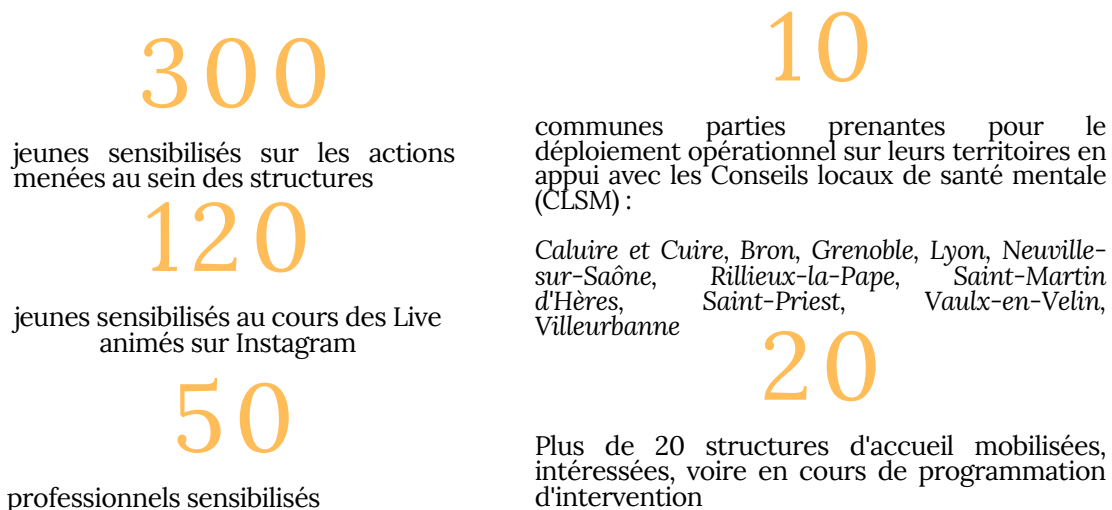 300
jeunes sensibilisés sur les actions
menées au sein des structures
120
jeunes sensibilisés au cours des Live
animés sur Instagram
50
professionnels sensibilisés
10
communes parties prenantes pour le
déploiement opérationnel sur leurs territoires en
appui avec les Conseils locaux de santé mentale
(CLSM) :
Caluire et Cuire, Bron, Grenoble, Lyon, Neuville-
sur-Saône, Rillieux-la-Pape, Saint-Martin
d'Hères, Saint-Priest, Vaulx-en-Velin,
Villeurbanne
20
Plus de 20 structures d'accueil mobilisées,
intéressées, voire en cours de programmation
d'intervention